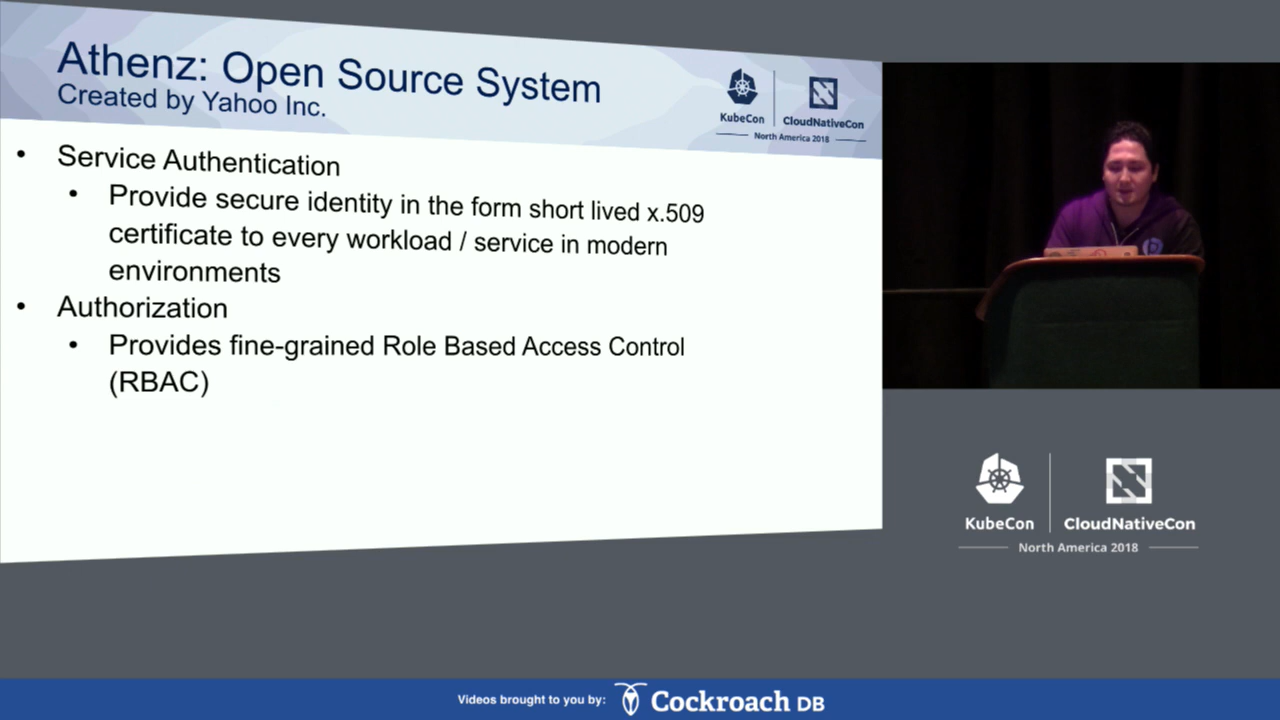 Athenz: Open Source System
Created by Yahoo Inc.
KubeCon
CloudNativeCon
North America 2018
• Service Authentication
• Provide secure identity in the form short lived x.509
certificate to every workload / service in modern
environments
• Authorization
• Provides fine-grained Role Based Access Control
(RBAC)
KubeCon
CloudNativeCon
North America 2018
Videos brought to you by:
Cockroach DB